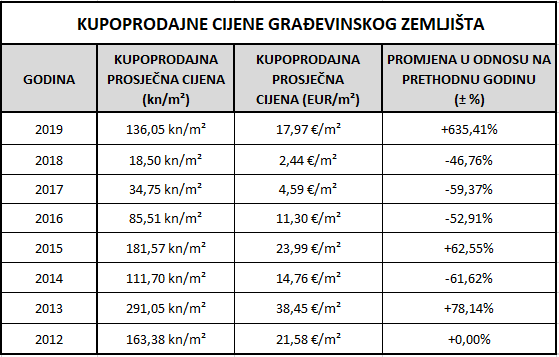 KUPOPRODAJNE CIJENE GRAĐEVINSKOG ZEMLJIŠTA
GODINA
KUPOPRODAJNA
PROSJEČNA CIJENA
(kn/m²)
KUPOPRODAJNA
PROSJEČNA
CIJENA (EUR/m²)
PROMJENA U ODNOSU NA
PRETHODNU GODINU
(± %)
2019 136,05 kn/m² 17,97 €/m² +635,41%
2018 18,50 kn/m² 2,44 €/m² -46,76%
2017 34,75 kn/m² 4,59 €/m² -59,37%
2016 85,51 kn/m² 11,30 €/m² -52,91%
2015 181,57 kn/m² 23,99 €/m² +62,55%
2014 111,70 kn/m² 14,76 €/m² -61,62%
2013 291,05 kn/m² 38,45 €/m² +78,14%
2012 163,38 kn/m² 21,58 €/m² +0,00%